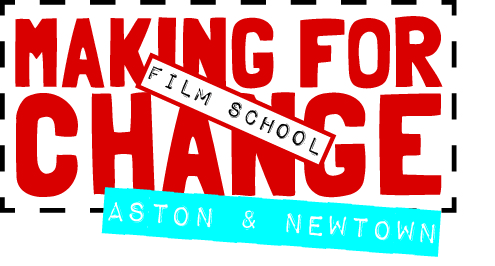 MAKING FOR
FILM SCHOOL
CHANGE
ASTON & NEWTOWN